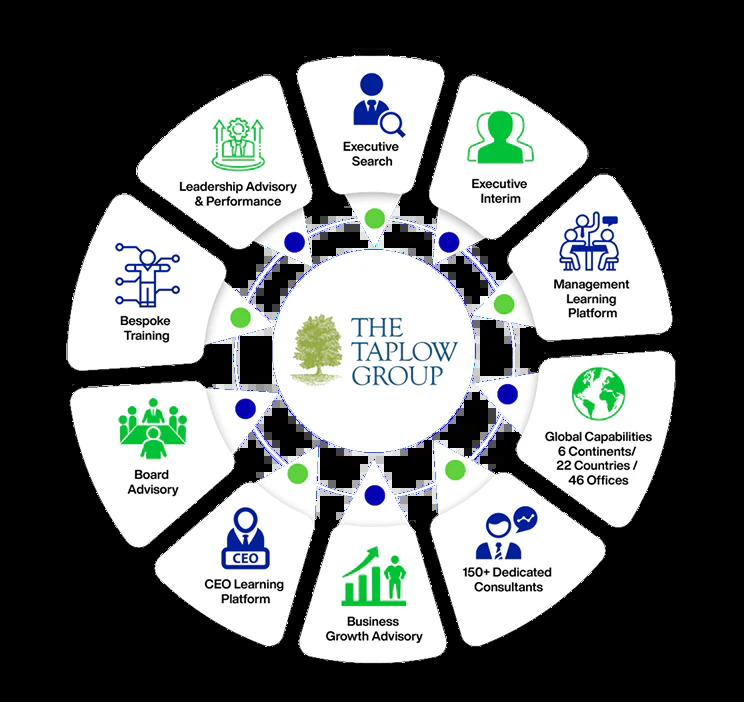 Executive
Search
Executive
Interim
Management
Learning
Platform
Global Capabilities
6 Continents/
22 Countries /
46 Offices
150+ Dedicated
Consultants
Business
Growth Advisory
CEO
CEO Learning
Platform
Board
Advisory
Bespoke
Training
Leadership Advisory
& Performance
THE
TAPLOW
GROUP